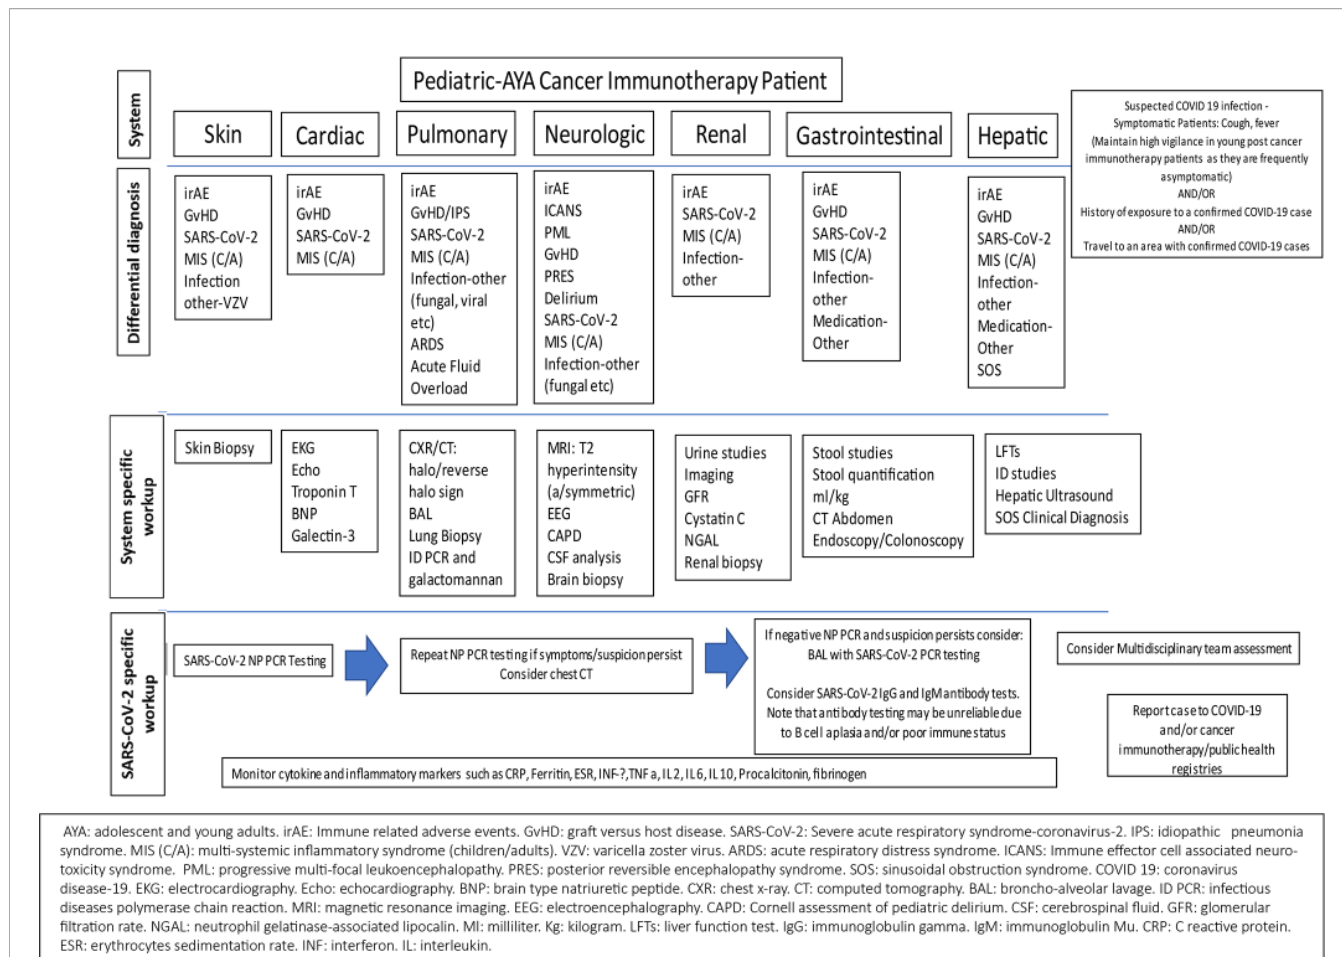 Pediatric-AYA Cancer Immunotherapy Patient
System
Skin
Cardiac
Pulmonary
Neurologic
Renal
Gastrointestinal
Hepatic
Suspected COVID 19 infection -
Symptomatic Patients: Cough, fever
(Maintain high vigilance in young post cancer
immunotherapy patients as they are frequently
asymptomatic)
AND/OR
History of exposure to a confirmed COVID-19 case
AND/OR
Travel to an area with confirmed COVID-19 cases
Differential diagnosis
irAE
GvHD
SARS-CoV-2
MIS (C/A)
Infection
other-VZV
irAE
GvHD
SARS-CoV-2
MIS (C/A)
irAE
GvHD/IPS
SARS-CoV-2
MIS (C/A)
Infection-other
(fungal, viral
etc)
ARDS
Acute Fluid
Overload
irAE
ICANS
PML
GvHD
PRES
Delirium
SARS-CoV-2
MIS (C/A)
Infection-other
(fungal etc)
irAE
SARS-CoV-2
MIS (C/A)
Infection-
other
irAE
GvHD
SARS-CoV-2
MIS (C/A)
Infection-
other
Medication-
Other
irAE
GvHD
SARS-CoV-2
MIS (C/A)
Infection-
other
Medication-
Other
SOS
System specific
workup
Skin Biopsy
EKG
Echo
Troponin T
BNP
Galectin-3
CXR/CT:
halo/reverse
halo sign
BAL
Lung Biopsy
ID PCR and
galactomannan
MRI: T2
hyperintensity
(a/symmetric)
EEG
CAPD
CSF analysis
Brain biopsy
Urine studies
Imaging
GFR
Cystatin C
NGAL
Renal biopsy
Stool studies
Stool quantification
ml/kg
CT Abdomen
Endoscopy/Colonoscopy
LFTs
ID studies
Hepatic Ultrasound
SOS Clinical Diagnosis
SARS-CoV-2 specific
workup
SARS-CoV-2 NP PCR Testing
Repeat NP PCR testing if symptoms/suspicion persist
Consider chest CT
If negative NP PCR and suspicion persists consider:
BAL with SARS-CoV-2 PCR testing
Consider SARS-CoV-2 IgG and IgM antibody tests.
Note that antibody testing may be unreliable due
to B cell aplasia and/or poor immune status
Consider Multidisciplinary team assessment
Report case to COVID-19
and/or cancer
immunotherapy/public health
registries
Monitor cytokine and inflammatory markers such as CRP, Ferritin, ESR, INF-?,TNF a, IL2, IL6, IL10, Procalcitonin, fibrinogen
AYA: adolescent and young adults. irAE: Immune related adverse events. GvHD: graft versus host disease. SARS-CoV-2: Severe acute respiratory syndrome-coronavirus-2. IPS: idiopathic pneumonia
syndrome. MIS (C/A): multi-systemic inflammatory syndrome (children/adults). VZV: varicella zoster virus. ARDS: acute respiratory distress syndrome. ICANS: Immune effector cell associated neuro-
toxicity syndrome. PML: progressive multi-focal leukoencephalopathy. PRES: posterior reversible encephalopathy syndrome. SOS: sinusoidal obstruction syndrome. COVID 19: coronavirus
disease-19. EKG: electrocardiography. Echo: echocardiography. BNP: brain type natriuretic peptide. CXR: chest x-ray. CT: computed tomography. BAL: broncho-alveolar lavage. ID PCR: infectious
diseases polymerase chain reaction. MRI: magnetic resonance imaging. EEG: electroencephalography. CAPD: Cornell assessment of pediatric delirium. CSF: cerebrospinal fluid. GFR: glomerular
filtration rate. NGAL: neutrophil gelatinase-associated lipocalin. Ml: milliliter. Kg: kilogram. LFTs: liver function test. IgG: immunoglobulin gamma. IgM: immunoglobulin Mu. CRP: C reactive protein.
ESR: erythrocytes sedimentation rate. INF: interferon. IL: interleukin.